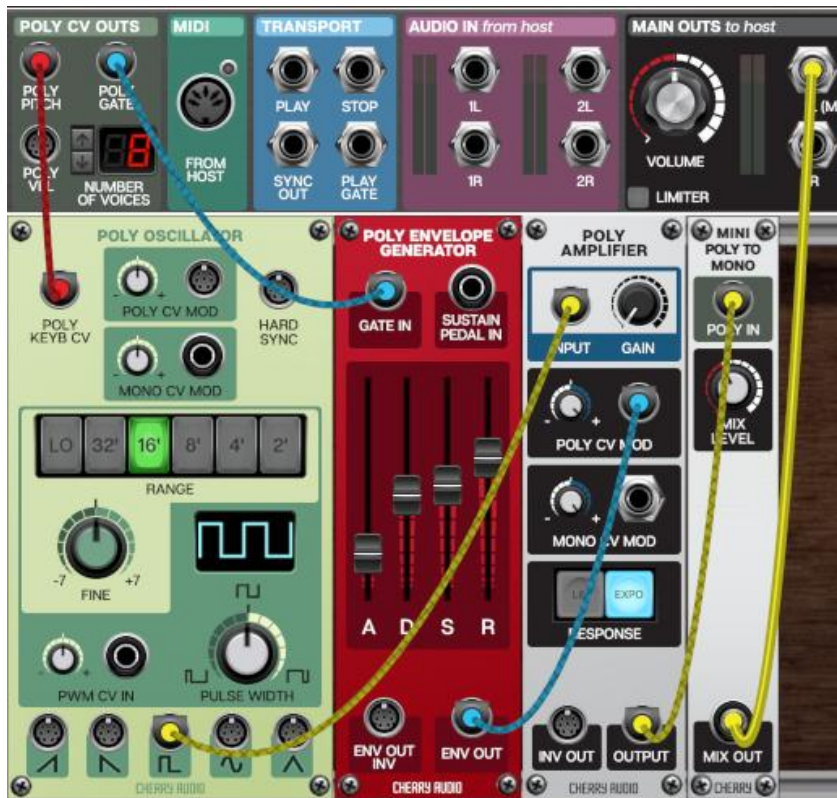 POLY CV OUTS
MIDI
TRANSPORT
AUDIO IN from host
MAIN OUTS to host
POLY PITCH
POLY GATE
POLY VEL
NUMBER OF VOICES
8
FROM HOST
PLAY
STOP
SYNC OUT
PLAY GATE
1L
2L
1R
2R
VOLUME
LIMITER
L (M
R
POLY OSCILLATOR
POLY KEYB CV
- +
POLY CV MOD
- +
MONO CV MOD
HARD SYNC
LO 32' 16' 8' 4' 2'
RANGE
-7 +7
FINE
- +
PWM CV IN
PULSE WIDTH
CHERRY AUDIO
POLY ENVELOPE GENERATOR
GATE IN
SUSTAIN PEDAL IN
A D S R
ENV OUT INV
ENV OUT
CHERRY AUDIO
POLY AMPLIFIER
INPUT
GAIN
- +
POLY CV MOD
- +
MONO CV MOD
EXPO
RESPONSE
INV OUT
OUTPUT
CHERRY AUDIO
MINI
POLY TO MONO
POLY IN
MIX LEVEL
MIX OUT
CHERRY